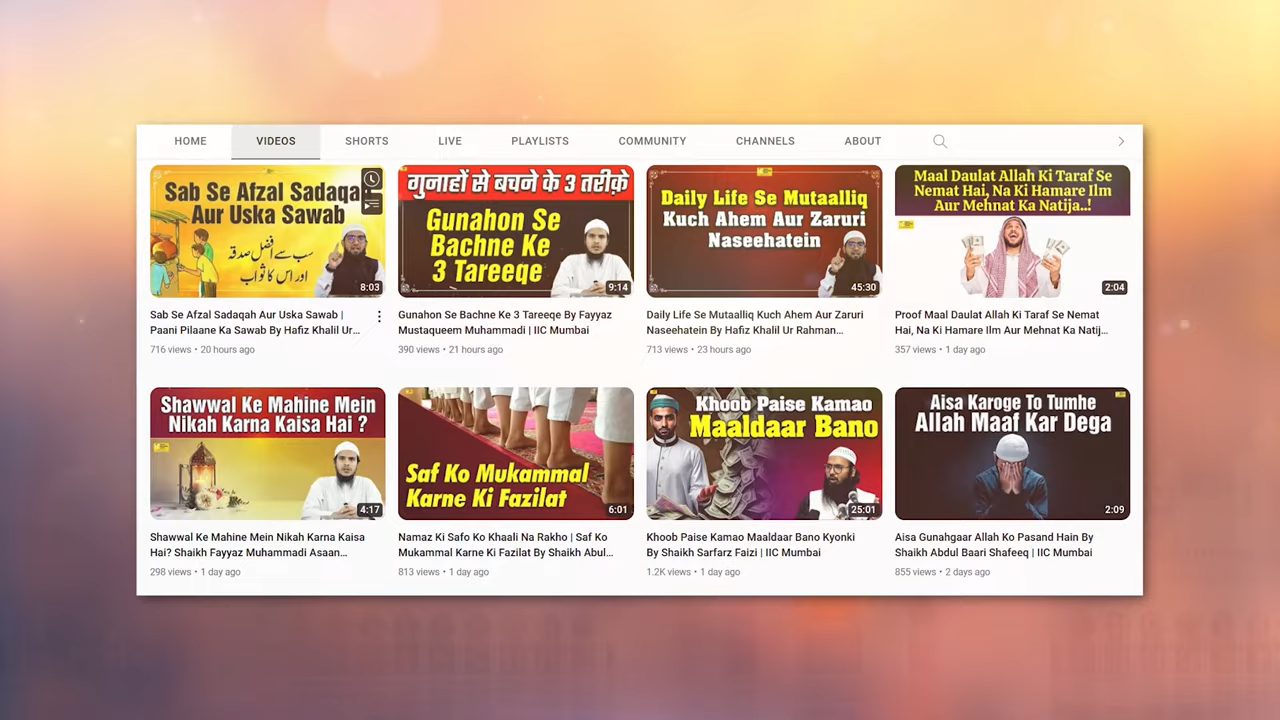 HOME VIDEOS SHORTS LIVE PLAYLISTS COMMUNITY CHANNELS ABOUT
Sab Se Afzal Sadaqa
Aur Uska Sawab
سب سے افضل صدقہ
اور اس کا ثواب
8:03
Sab Se Afzal Sadaqah Aur Uska Sawab |
Paani Pilaane Ka Sawab By Hafiz Khalil Ur...
716 views • 20 hours ago
गुनाहों से बचने के 3 तरीक़े
Gunahon Se
Bachne Ke
3 Tareeqe
9:14
Gunahon Se Bachne Ke 3 Tareeqe By Fayyaz
Mustaqueem Muhammadi | IIC Mumbai
390 views • 21 hours ago
Daily Life Se Mutaalliq
Kuch Ahem Aur Zaruri
Naseehatein
45:30
Daily Life Se Mutaalliq Kuch Ahem Aur Zaruri
Naseehatein By Hafiz Khalil Ur Rahman...
713 views • 23 hours ago
Maal Daulat Allah Ki Taraf Se
Nemat Hai, Na Ki Hamare Ilm
Aur Mehnat Ka Natija..!
2:04
Proof Maal Daulat Allah Ki Taraf Se Nemat
Hai, Na Ki Hamare Ilm Aur Mehnat Ka Natij...
357 views • 1 day ago
Shawwal Ke Mahine Mein
Nikah Karna Kaisa Hai ?
4:17
Shawwal Ke Mahine Mein Nikah Karna Kaisa
Hai? Shaikh Fayyaz Muhammadi Asaan...
298 views • 1 day ago
Saf Ko Mukammal
Karne Ki Fazilat
6:01
Namaz Ki Safo Ko Khaali Na Rakho | Saf Ko
Mukammal Karne Ki Fazilat By Shaikh Abul...
813 views • 1 day ago
Khoob Paise Kamao
Maaldaar Bano
25:01
Khoob Paise Kamao Maaldaar Bano Kyonki
By Shaikh Sarfarz Faizi | IIC Mumbai
1.2K views • 1 day ago
Aisa Karoge To Tumhe
Allah Maaf Kar Dega
2:09
Aisa Gunahgaar Allah Ko Pasand Hain By
Shaikh Abdul Baari Shafeeq | IIC Mumbai
855 views • 2 days ago